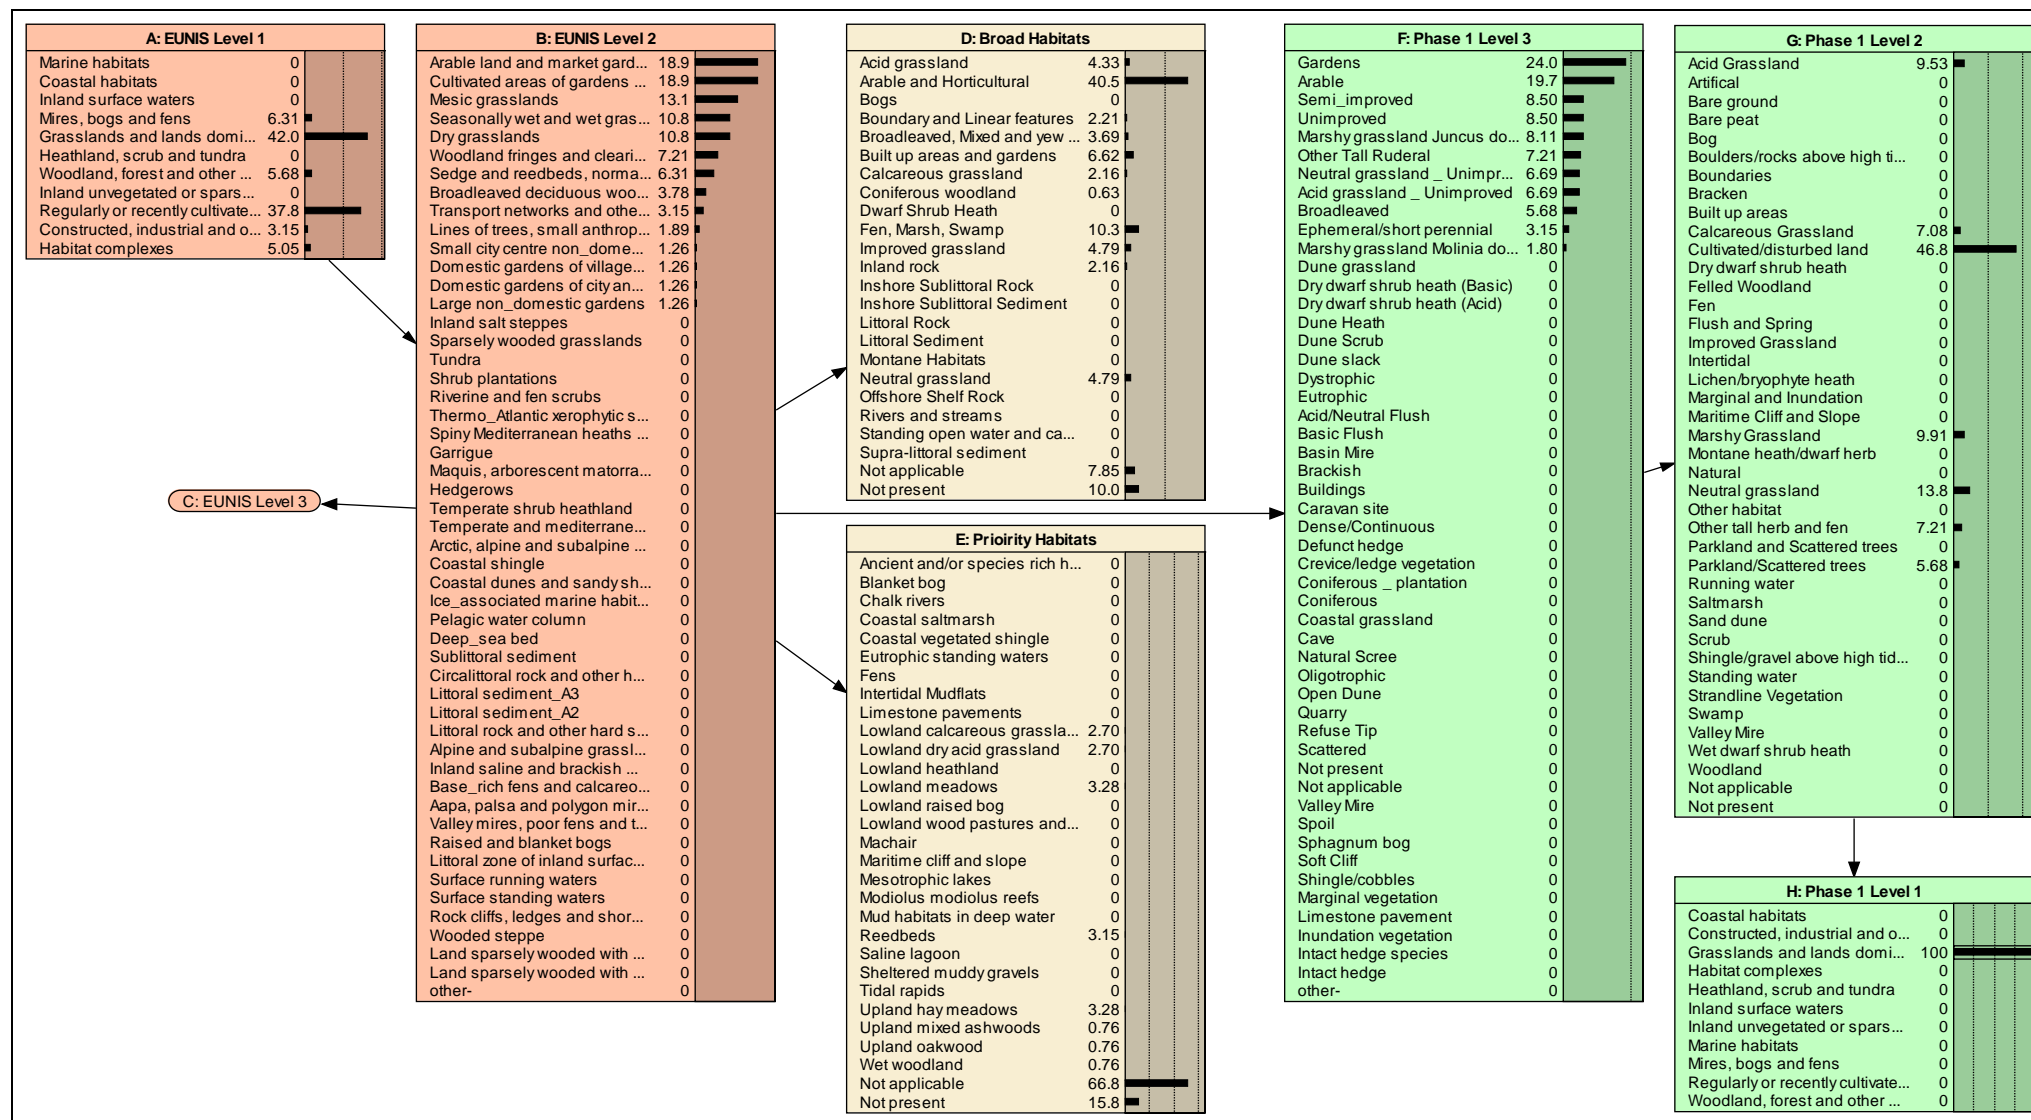 A: EUNIS Level 1
Marine habitats 0
Coastal habitats 0
Inland surface waters 0
Mires, bogs and fens 6.31
Grasslands and lands domi... 42.0
Heathland, scrub and tundra 0
Woodland, forest and other ... 5.68
Inland unvegetated or spars... 0
Regularly or recently cultivate... 37.8
Constructed, industrial and o... 3.15
Habitat complexes 5.05
B: EUNIS Level 2
Arable land and market gard... 18.9
Cultivated areas of gardens ... 18.9
Mesic grasslands 13.1
Seasonally wet and wet gras... 10.8
Dry grasslands 10.8
Woodland fringes and cleari... 7.21
Sedge and reedbeds, norma... 6.31
Broadleaved deciduous woo... 3.78
Transport networks and othe... 3.15
Lines of trees, small anthrop... 1.89
Small city centre non_dome... 1.26
Domestic gardens of village... 1.26
Domestic gardens of city an... 1.26
Large non_domestic gardens 1.26
Inland salt steppes 0
Sparsely wooded grasslands 0
Tundra 0
Shrub plantations 0
Riverine and fen scrubs 0
Thermo_Atlantic xerophytic s... 0
Spiny Mediterranean heaths ... 0
Garrigue 0
Maquis, arborescent matorra... 0
Hedgerows 0
Temperate shrub heathland 0
Temperate and mediterrane... 0
Arctic, alpine and subalpine ... 0
Coastal shingle 0
Coastal dunes and sandy sh... 0
Ice_associated marine habit... 0
Pelagic water column 0
Deep_sea bed 0
Sublittoral sediment 0
Circalittoral rock and other h... 0
Littoral sediment_A3 0
Littoral sediment_A2 0
Littoral rock and other hard s... 0
Alpine and subalpine grassl... 0
Inland saline and brackish ... 0
Base_rich fens and calcareo... 0
Aapa, palsa and polygon mir... 0
Valley mires, poor fens and t... 0
Raised and blanket bogs 0
Littoral zone of inland surfac... 0
Surface running waters 0
Surface standing waters 0
Rock cliffs, ledges and shor... 0
Wooded steppe 0
Land sparsely wooded with ... 0
Land sparsely wooded with ... 0
other- 0
C: EUNIS Level 3
D: Broad Habitats
Acid grassland 4.33
Arable and Horticultural 40.5
Bogs 0
Boundary and Linear features 2.21
Broadleaved, Mixed and yew ... 3.69
Built up areas and gardens 6.62
Calcareous grassland 2.16
Coniferous woodland 0.63
Dwarf Shrub Heath 0
Fen, Marsh, Swamp 10.3
Improved grassland 4.79
Inland rock 2.16
Inshore Sublittoral Rock 0
Inshore Sublittoral Sediment 0
Littoral Rock 0
Littoral Sediment 0
Montane Habitats 0
Neutral grassland 4.79
Offshore Shelf Rock 0
Rivers and streams 0
Standing open water and ca... 0
Supra-littoral sediment 0
Not applicable 7.85
Not present 10.0
E: Prioirity Habitats
Ancient and/or species rich h... 0
Blanket bog 0
Chalk rivers 0
Coastal saltmarsh 0
Coastal vegetated shingle 0
Eutrophic standing waters 0
Fens 0
Intertidal Mudflats 0
Limestone pavements 0
Lowland calcareous grassla... 2.70
Lowland dry acid grassland 2.70
Lowland heathland 0
Lowland meadows 3.28
Lowland raised bog 0
Lowland wood pastures and... 0
Machair 0
Maritime cliff and slope 0
Mesotrophic lakes 0
Modiolus modiolus reefs 0
Mud habitats in deep water 0
Reedbeds 3.15
Saline lagoon 0
Sheltered muddy gravels 0
Tidal rapids 0
Upland hay meadows 3.28
Upland mixed ashwoods 0.76
Upland oakwood 0.76
Wet woodland 0.76
Not applicable 66.8
Not present 15.8
F: Phase 1 Level 3
Gardens 24.0
Arable 19.7
Semi_improved 8.50
Unimproved 8.50
Marshy grassland Juncus do... 8.11
Other Tall Ruderal 7.21
Neutral grassland _ Unimpr... 6.69
Acid grassland _ Unimproved 6.69
Broadleaved 5.68
Ephemeral/short perennial 3.15
Marshy grassland Molinia do... 1.80
Dune grassland 0
Dry dwarf shrub heath (Basic) 0
Dry dwarf shrub heath (Acid) 0
Dune Heath 0
Dune Scrub 0
Dune slack 0
Dystrophic 0
Eutrophic 0
Acid/Neutral Flush 0
Basic Flush 0
Basin Mire 0
Brackish 0
Buildings 0
Caravan site 0
Dense/Continuous 0
Defunct hedge 0
Crevice/ledge vegetation 0
Coniferous _ plantation 0
Coniferous 0
Coastal grassland 0
Cave 0
Natural Scree 0
Oligotrophic 0
Open Dune 0
Quarry 0
Refuse Tip 0
Scattered 0
Not present 0
Not applicable 0
Valley Mire 0
Spoil 0
Sphagnum bog 0
Soft Cliff 0
Shingle/cobbles 0
Marginal vegetation 0
Limestone pavement 0
Inundation vegetation 0
Intact hedge species 0
Intact hedge 0
other- 0
G: Phase 1 Level 2
Acid Grassland 9.53
Artifical 0
Bare ground 0
Bare peat 0
Bog 0
Boulders/rocks above high ti... 0
Boundaries 0
Bracken 0
Built up areas 0
Calcareous Grassland 7.08
Cultivated/disturbed land 46.8
Dry dwarf shrub heath 0
Felled Woodland 0
Fen 0
Flush and Spring 0
Improved Grassland 0
Intertidal 0
Lichen/bryophyte heath 0
Marginal and Inundation 0
Maritime Cliff and Slope 0
Marshy Grassland 9.91
Montane heath/dwarf herb 0
Natural 0
Neutral grassland 13.8
Other habitat 0
Other tall herb and fen 7.21
Parkland and Scattered trees 0
Parkland/Scattered trees 5.68
Running water 0
Saltmarsh 0
Sand dune 0
Scrub 0
Shingle/gravel above high tid... 0
Standing water 0
Strandline Vegetation 0
Swamp 0
Valley Mire 0
Wet dwarf shrub heath 0
Woodland 0
Not applicable 0
Not present 0
H: Phase 1 Level 1
Coastal habitats 0
Constructed, industrial and o... 0
Grasslands and lands domi... 100
Habitat complexes 0
Heathland, scrub and tundra 0
Inland surface waters 0
Inland unvegetated or spars... 0
Marine habitats 0
Mires, bogs and fens 0
Regularly or recently cultivate... 0
Woodland, forest and other ... 0